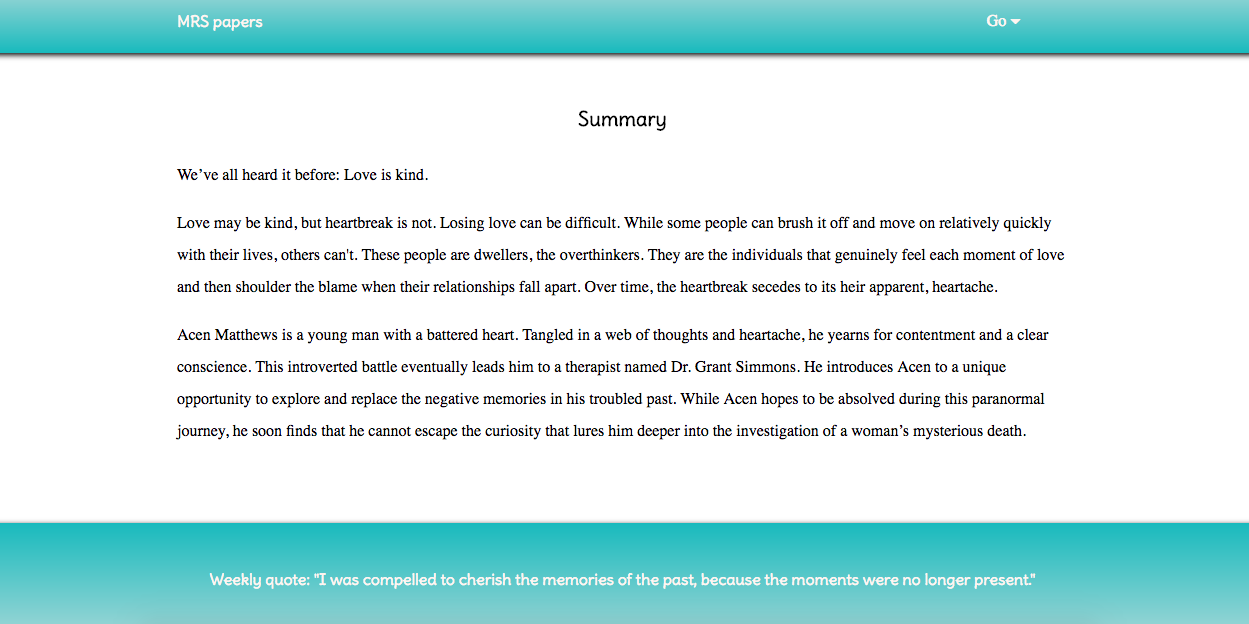 MRS papers
Go
Summary
We’ve all heard it before: Love is kind.
Love may be kind, but heartbreak is not. Losing love can be difficult. While some people can brush it off and move on relatively quickly
with their lives, others can't. These people are dwellers, the overthinkers. They are the individuals that genuinely feel each moment of love
and then shoulder the blame when their relationships fall apart. Over time, the heartbreak secedes to its heir apparent, heartache.
Acen Matthews is a young man with a battered heart. Tangled in a web of thoughts and heartache, he yearns for contentment and a clear
conscience. This introverted battle eventually leads him to a therapist named Dr. Grant Simmons. He introduces Acen to a unique
opportunity to explore and replace the negative memories in his troubled past. While Acen hopes to be absolved during this paranormal
journey, he soon finds that he cannot escape the curiosity that lures him deeper into the investigation of a woman’s mysterious death.
Weekly quote: "I was compelled to cherish the memories of the past, because the moments were no longer present."